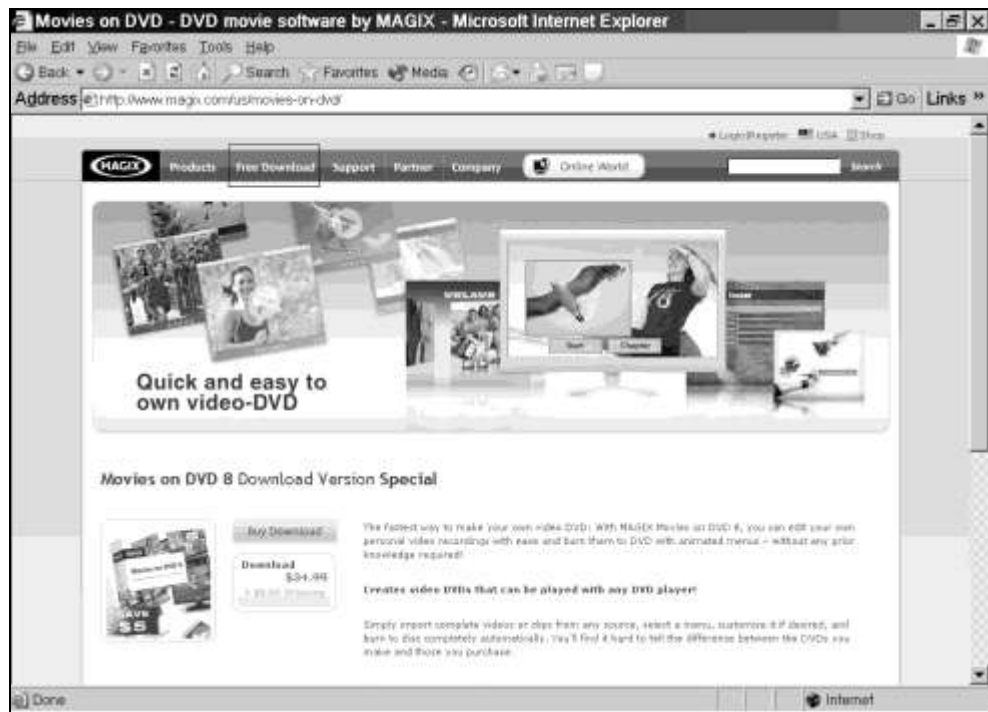 Movies on DVD - DVD movie software by MAGIX - Microsoft Internet Explorer
File Edit View Favorites Tools Help
Back Search Favorites Media
Address http://www.magix.com/us/movies-on-dvd/ Go Links »
Login/Register USA Shop
MAGIX Products Free Download Support Partner Company Online World Search
Start Chapter
Quick and easy to
own video-DVD
Movies on DVD 8 Download Version Special
Buy Download
Download
$34.99
SAVE
$5
The fastest way to make your own video DVD: With MAGIX Movies on DVD 8, you can edit your own
personal video recordings with ease and burn them to DVD with animated menus – without any prior
knowledge required!
Creates video DVDs that can be played with any DVD player!
Simply import complete videos or clips from any source, select a menu, customize it if desired, and
burn to disc completely automatically. You'll find it hard to tell the difference between the DVDs you
make and those you purchase.
Done Internet